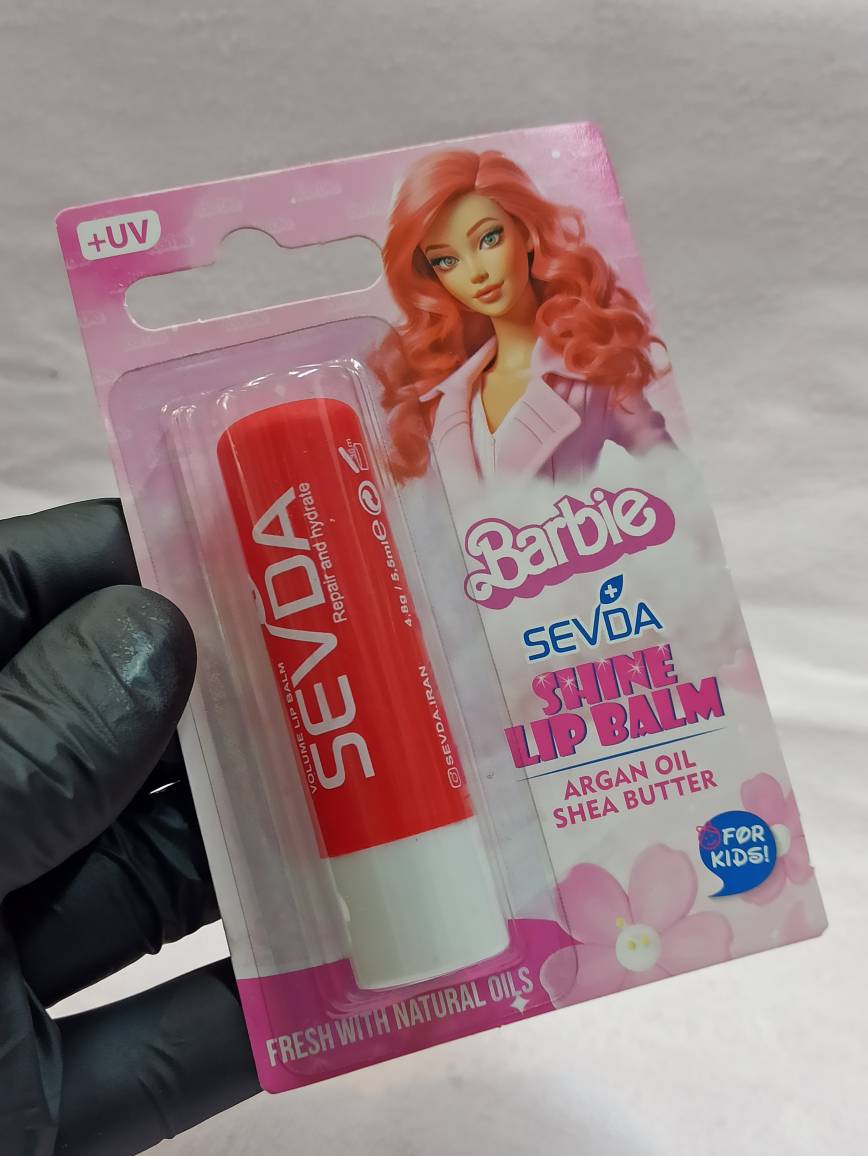 +UV
Barbie
SEVDA
SHINE
LIP BALM
ARGAN OIL
SHEA BUTTER
FOR
KIDS!
FRESH WITH NATURAL OILS
VOLUME LIP BALM
SEVDA
Repair and hydrate
4.8g / 5.5ml e
SEVDA.IRAN